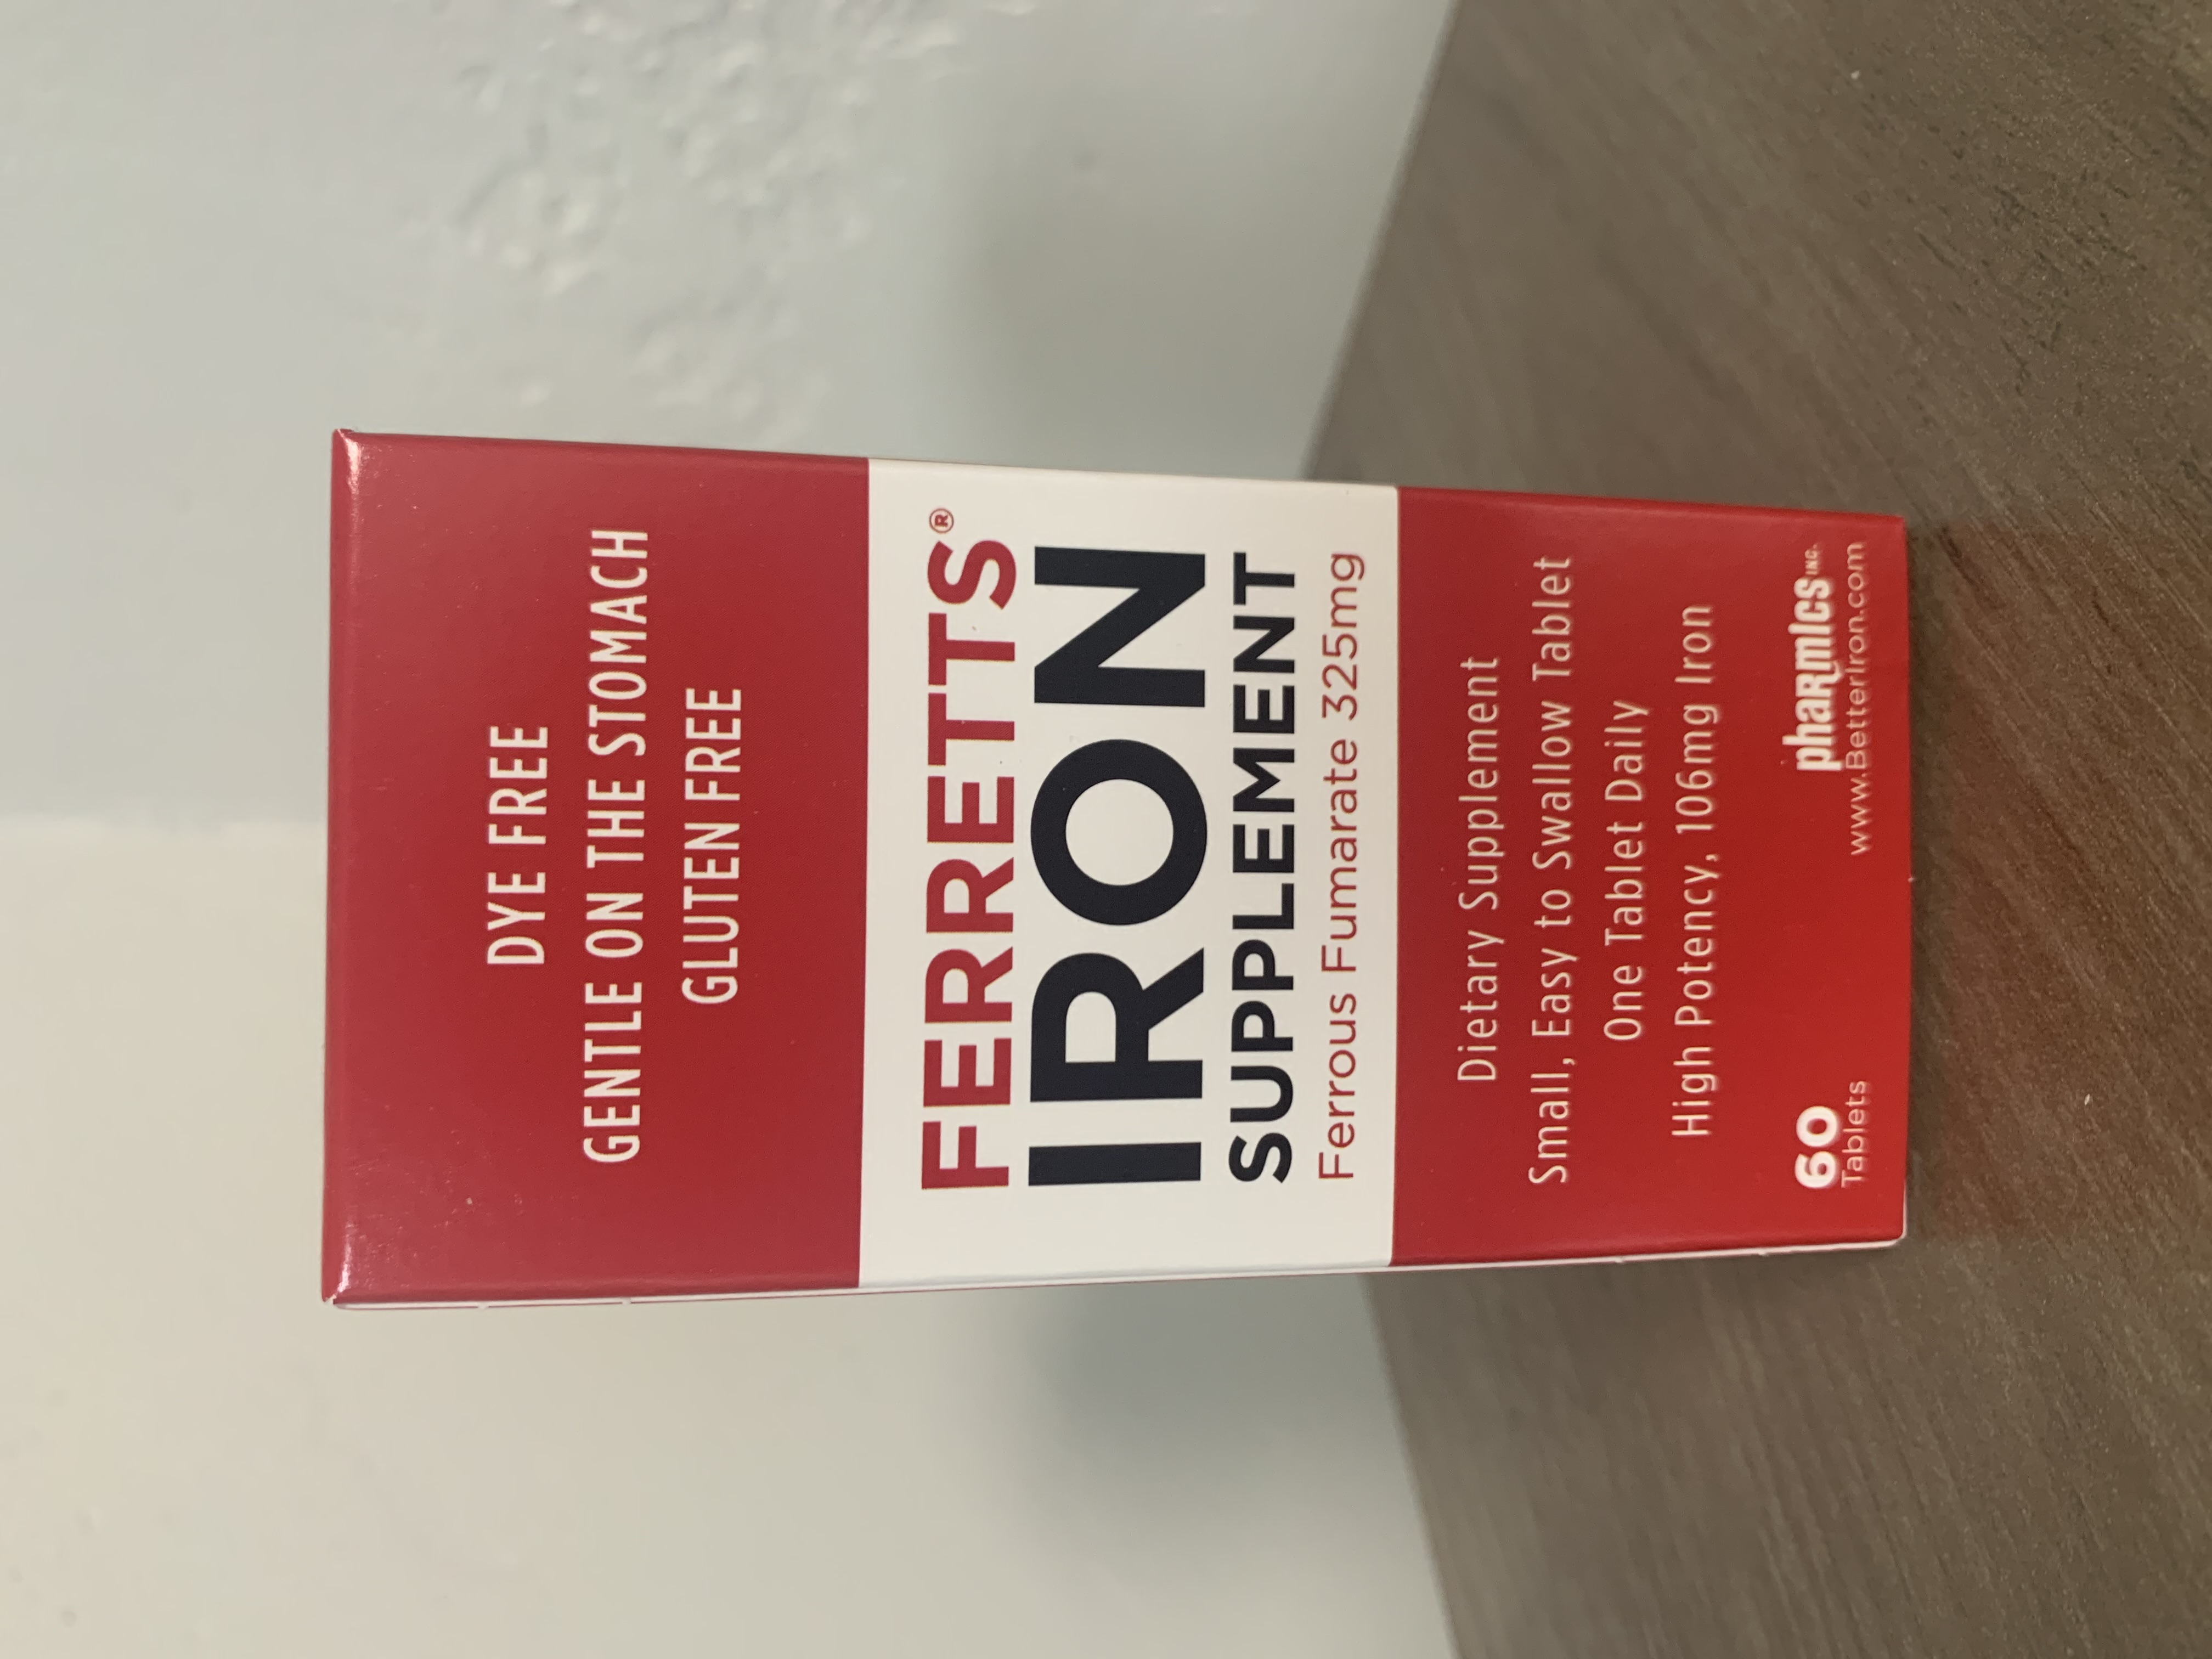 DYE FREE
GENTLE ON THE STOMACH
GLUTEN FREE
FERRETTS®
IRON
SUPPLEMENT
Ferrous Fumarate 325mg
Dietary Supplement
Small, Easy to Swallow Tablet
One Tablet Daily
High Potency, 106mg Iron
60
Tablets
pharmics INC.
www.BetterIron.com